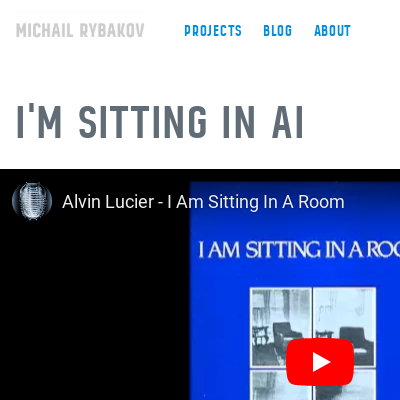 MICHAIL RYBAKOV
PROJECTS BLOG ABOUT
I'M SITTING IN AI
Alvin Lucier - I Am Sitting In A Room
I AM SITTING IN A ROO